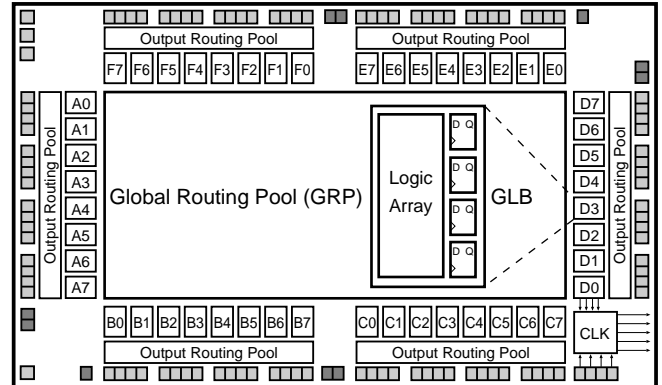 Output Routing Pool
Output Routing Pool
F7 F6 F5 F4 F3 F2 F1 F0
E7 E6 E5 E4 E3 E2 E1 E0
Output Routing Pool
A0
A1
A2
A3
A4
A5
A6
A7
Global Routing Pool (GRP)
Logic
Array
D Q
D Q
D Q
D Q
GLB
D7
D6
D5
D4
D3
D2
D1
D0
Output Routing Pool
B0 B1 B2 B3 B4 B5 B6 B7
C0 C1 C2 C3 C4 C5 C6 C7
CLK
Output Routing Pool
Output Routing Pool